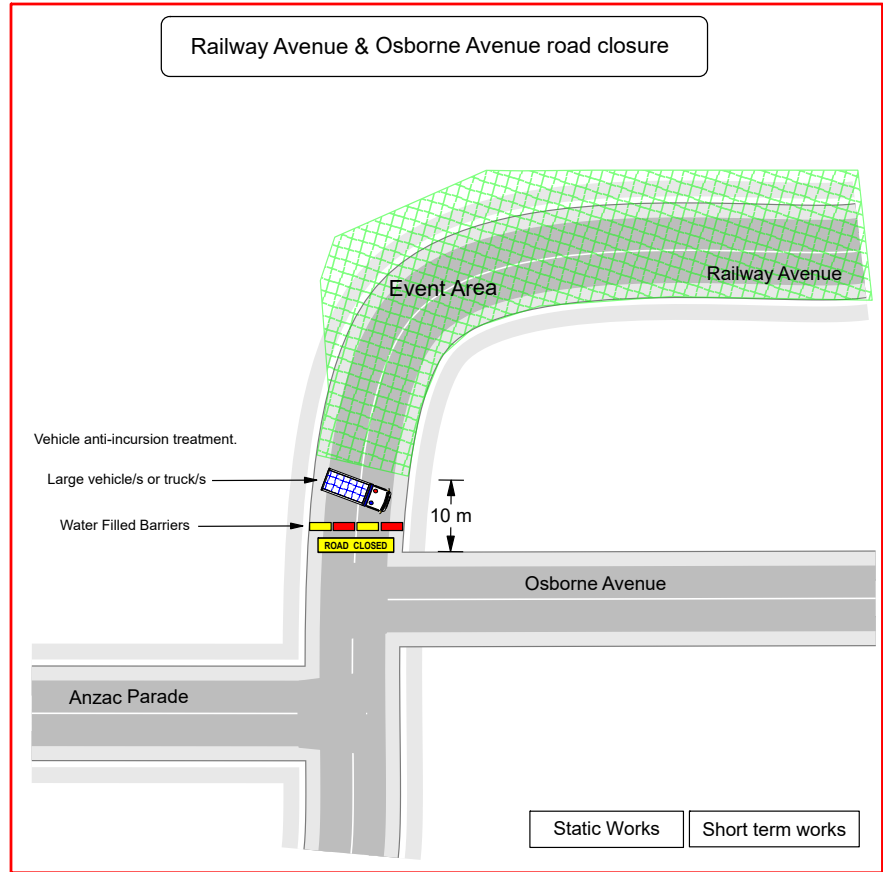 Railway Avenue & Osborne Avenue road closure
Railway Avenue
Event Area
Vehicle anti-incursion treatment.
Large vehicle/s or truck/s
10 m
Water Filled Barriers
ROAD CLOSED
Osborne Avenue
Anzac Parade
Static Works
Short term works